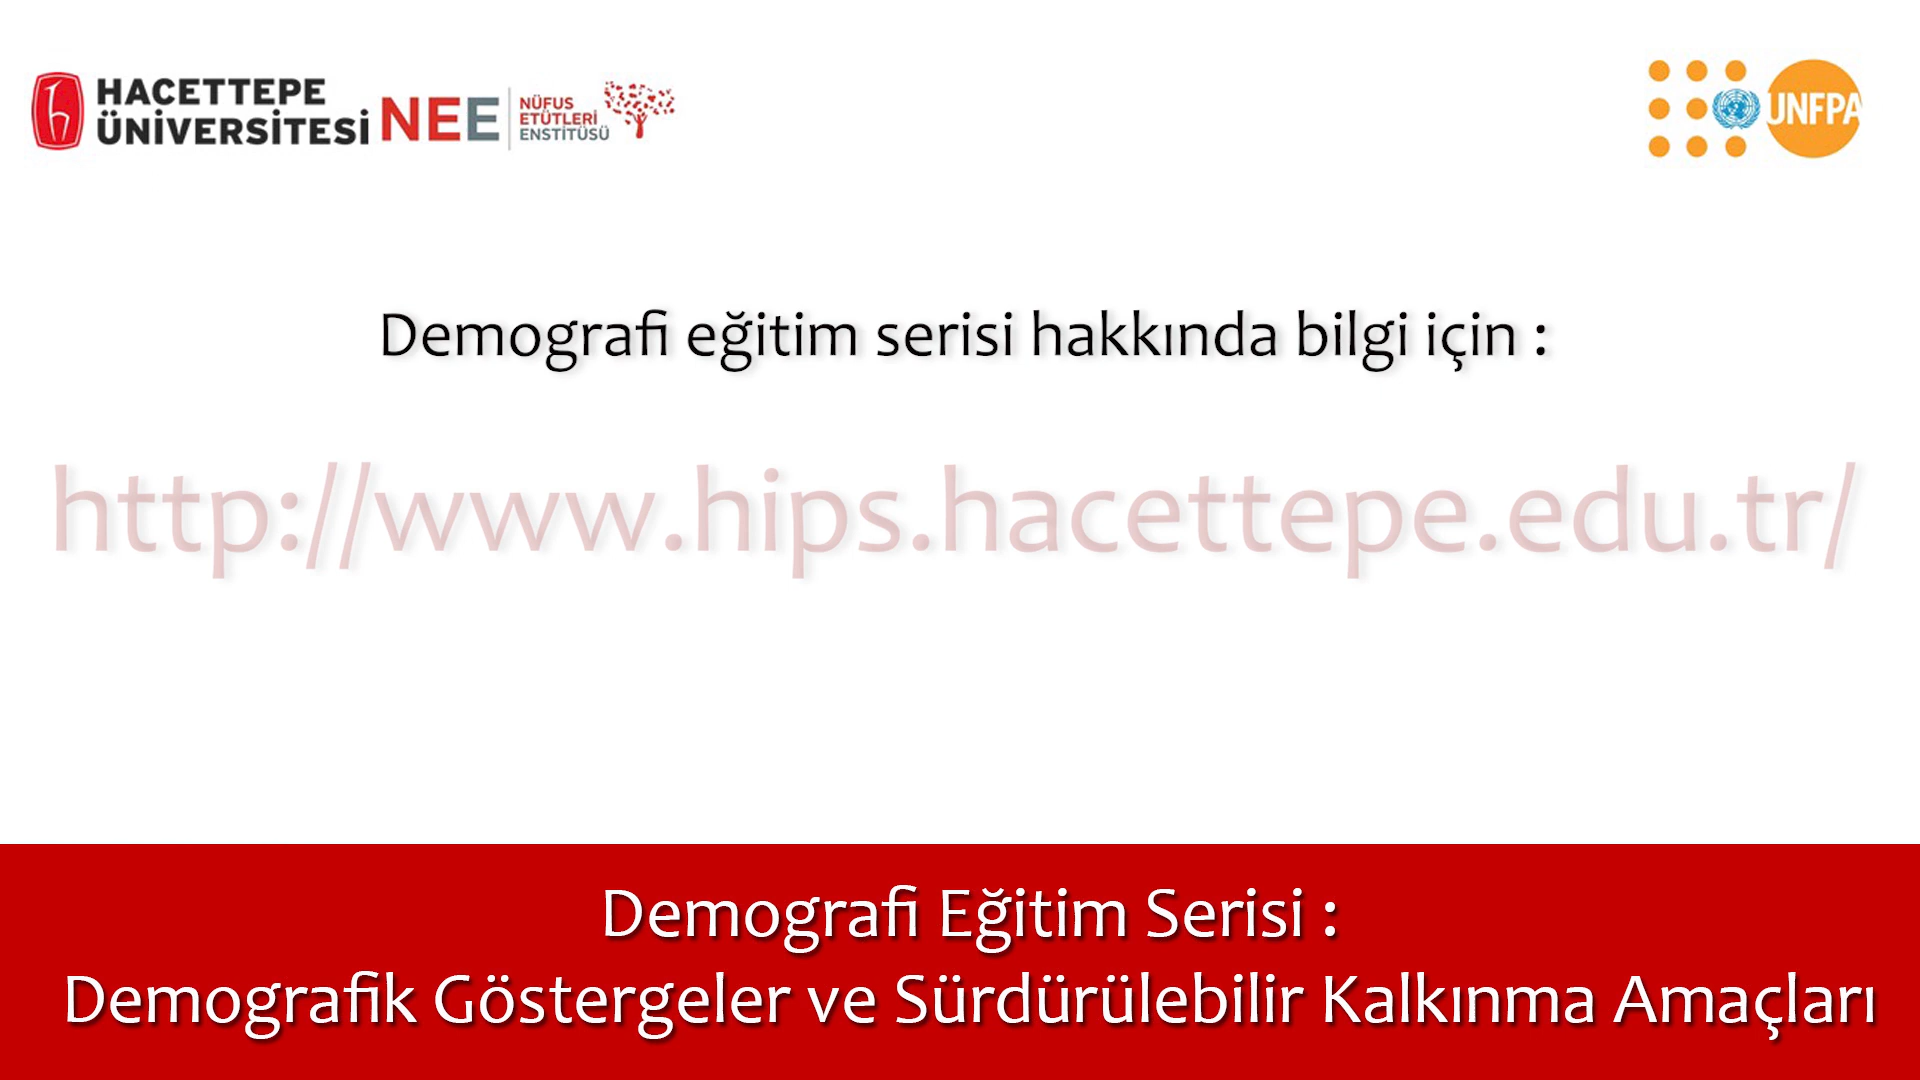 HACETTEPE
ÜNİVERSİTESİ
NEE
NÜFUS
ETÜTLERİ
ENSTİTÜSÜ
UNFPA
Demografi eğitim serisi hakkında bilgi için :
http://www.hips.hacettepe.edu.tr/
Demografi Eğitim Serisi :
Demografik Göstergeler ve Sürdürülebilir Kalkınma Amaçları